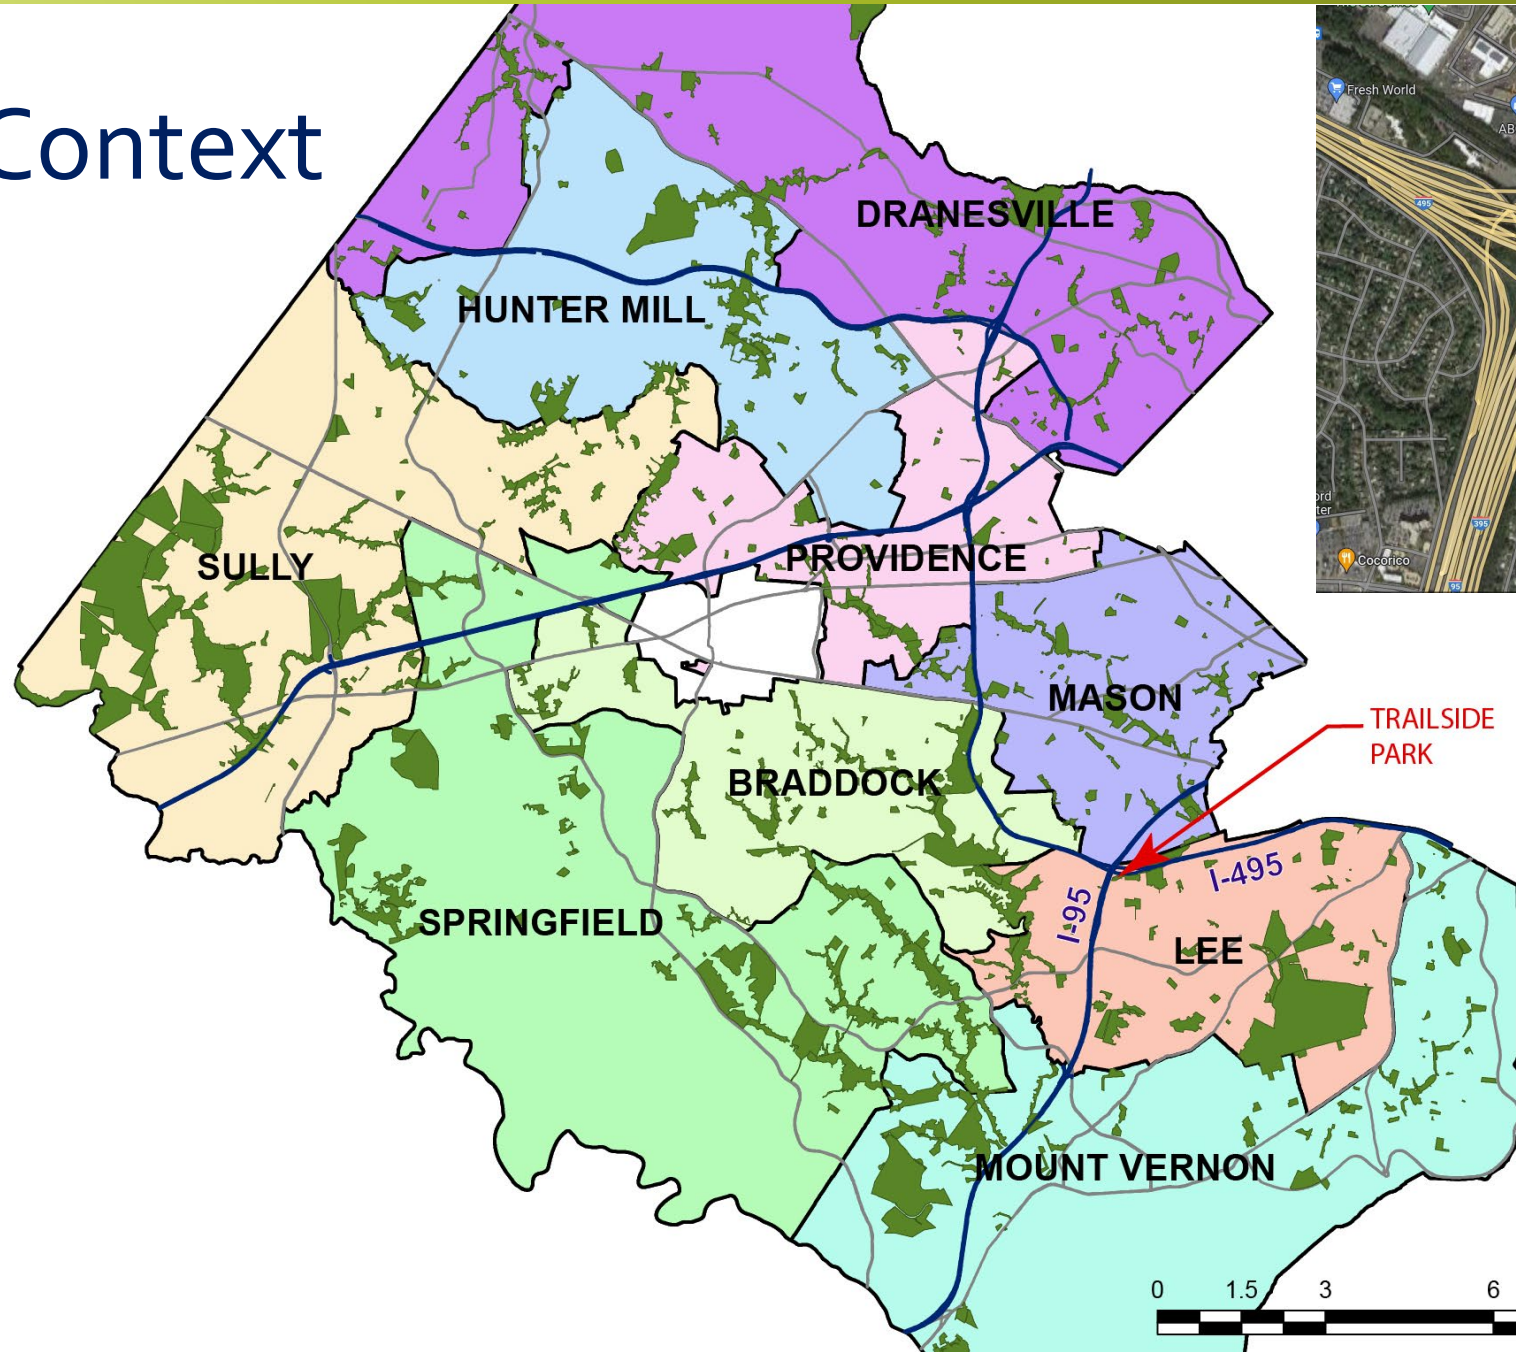 Context
DRANESVILLE
HUNTER MILL
SULLY
PROVIDENCE
MASON
BRADDOCK
SPRINGFIELD
LEE
MOUNT VERNON
I-495
I-95
TRAILSIDE
PARK
0 1.5 3 6
Fresh World
AB
495
395
Cocorico
95